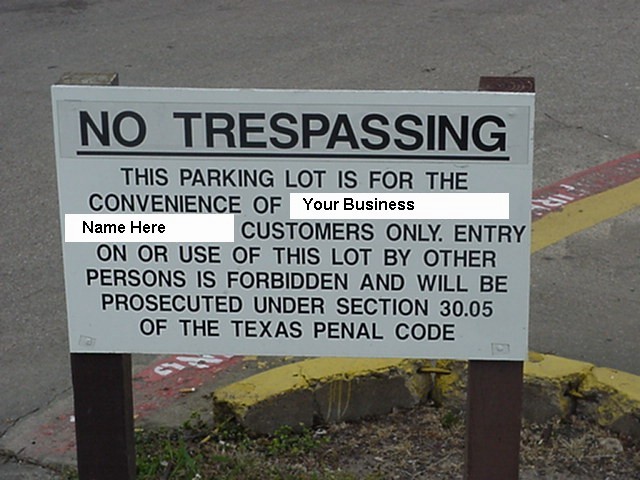 NO TRESPASSING
THIS PARKING LOT IS FOR THE
CONVENIENCE OF Your Business
Name Here CUSTOMERS ONLY. ENTRY
ON OR USE OF THIS LOT BY OTHER
PERSONS IS FORBIDDEN AND WILL BE
PROSECUTED UNDER SECTION 30.05
OF THE TEXAS PENAL CODE